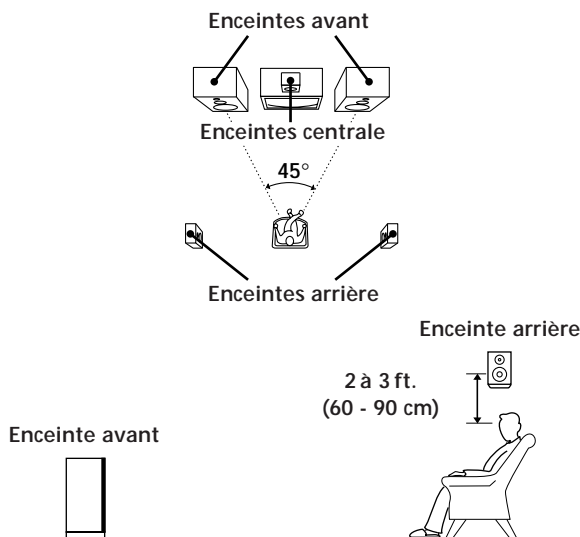 Enceintes avant
Enceintes centrale
45°
Enceintes arrière
Enceinte arrière
2 à 3 ft.
(60 - 90 cm)
Enceinte avant